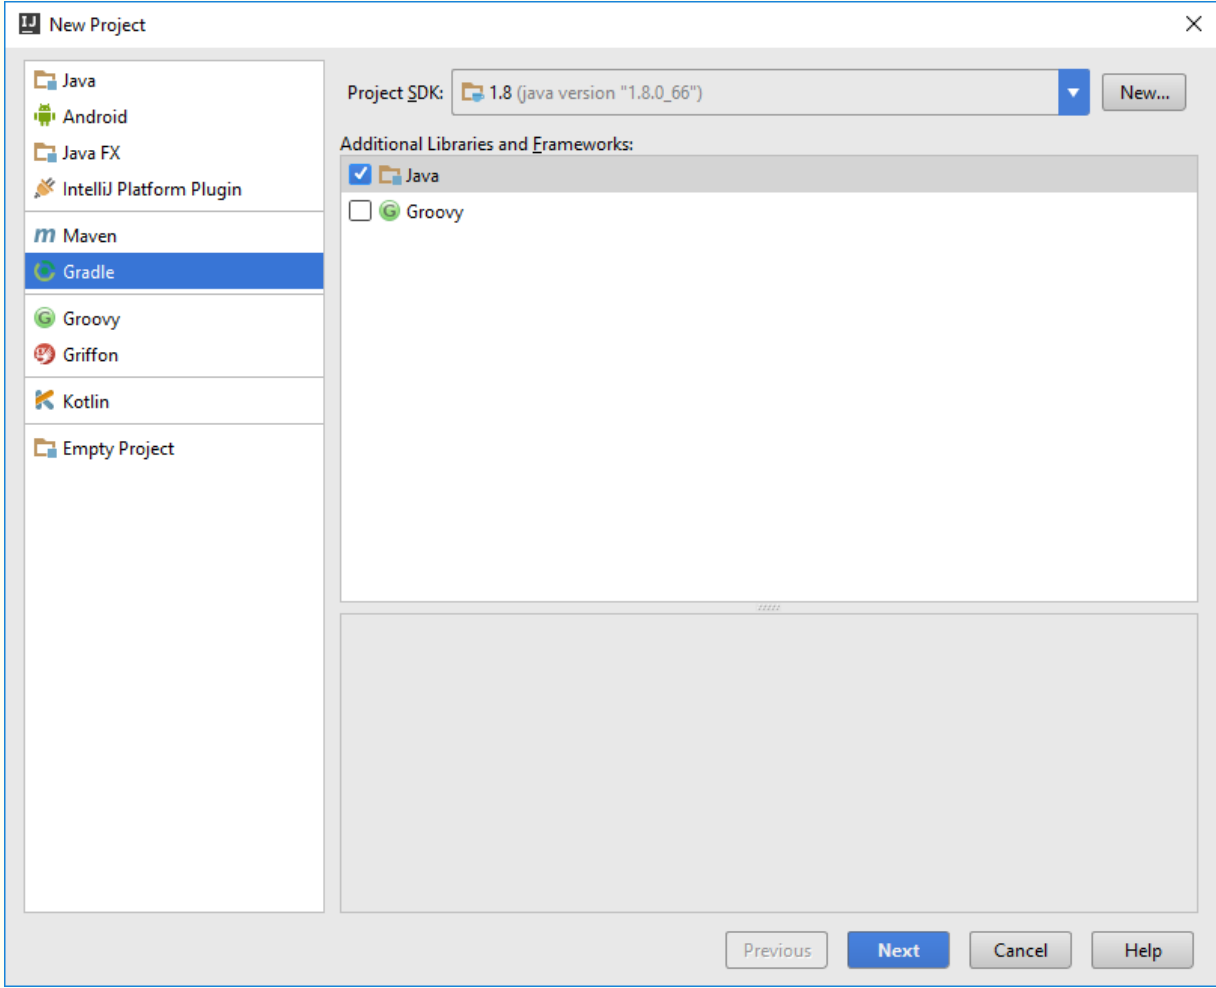 New Project
Java
Android
Java FX
IntelliJ Platform Plugin
Maven
Gradle
Groovy
Griffon
Kotlin
Empty Project
Project SDK: 1.8 (java version "1.8.0_66") New...
Additional Libraries and Frameworks:
Java
Groovy
Previous Next Cancel Help